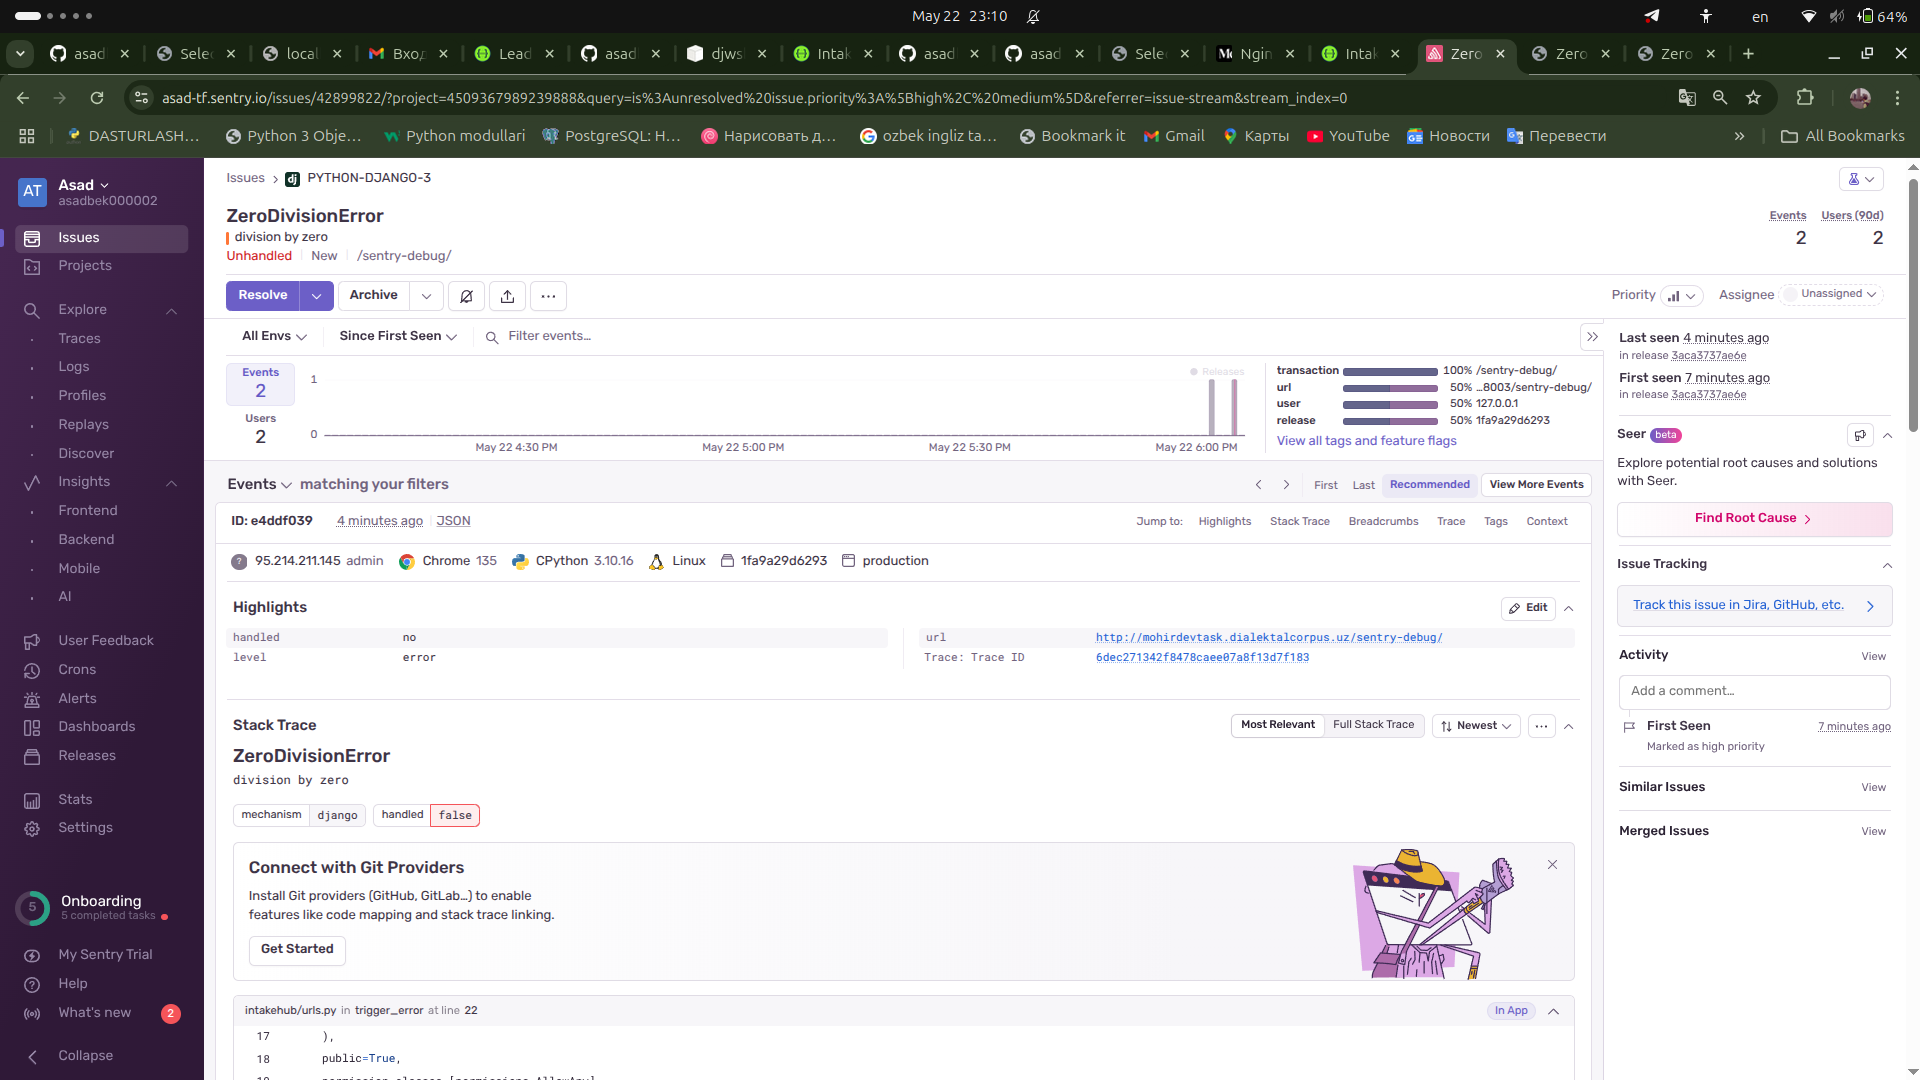 May 22 23:10
en
64%
asad
Selec
local
Вход
Lead
asad
djws
Intak
asad
asad
Selec
Ngin
Intak
Zero
Zero
Zero
asad-tf.sentry.io/issues/42899822/?project=4509367989239888&query=is%3Aunresolved%20issue.priority%3A%5Bhigh%2C%20medium%5D&referrer=issue-stream&stream_index=0
DASTURLASH…
Python 3 Obje…
Python modullari
PostgreSQL: H…
Нарисовать д…
ozbek ingliz ta…
Bookmark it
Gmail
Карты
YouTube
Новости
Перевести
»
All Bookmarks
AT
Asad
asadbek000002
Issues
Projects
Explore
Traces
Logs
Profiles
Replays
Discover
Insights
Frontend
Backend
Mobile
AI
User Feedback
Crons
Alerts
Dashboards
Releases
Stats
Settings
5
Onboarding
5 completed tasks
My Sentry Trial
Help
What's new 2
Collapse
Issues > dj PYTHON-DJANGO-3
ZeroDivisionError
division by zero
Unhandled New /sentry-debug/
Events Users (90d)
2 2
Resolve
Archive
Priority
Assignee Unassigned
All Envs
Since First Seen
Filter events…
Events
2
Users
2
1
0
Releases
May 22 4:30 PM
May 22 5:00 PM
May 22 5:30 PM
May 22 6:00 PM
transaction 100% /sentry-debug/
url 50% …8003/sentry-debug/
user 50% 127.0.0.1
release 50% 1fa9a29d6293
View all tags and feature flags
Events matching your filters
First Last Recommended View More Events
ID: e4ddf039 4 minutes ago JSON
Jump to: Highlights Stack Trace Breadcrumbs Trace Tags Context
95.214.211.145 admin Chrome 135 CPython 3.10.16 Linux 1fa9a29d6293 production
Highlights
Edit
handled no
level error
url http://mohirdevtask.dialektalcorpus.uz/sentry-debug/
Trace: Trace ID 6dec271342f8478caee07a8f13d7f183
Stack Trace
Most Relevant Full Stack Trace Newest
ZeroDivisionError
division by zero
mechanism django handled false
Connect with Git Providers
Install Git providers (GitHub, GitLab…) to enable
features like code mapping and stack trace linking.
Get Started
intakehub/urls.py in trigger_error at line 22
In App
17 ),
18 public=True,
19 permission_classes=[permissions.AllowAny]
Last seen 4 minutes ago
in release 3aca3737ae6e
First seen 7 minutes ago
in release 3aca3737ae6e
Seer beta
Explore potential root causes and solutions
with Seer.
Find Root Cause
Issue Tracking
Track this issue in Jira, GitHub, etc.
Activity View
Add a comment…
First Seen 7 minutes ago
Marked as high priority
Similar Issues View
Merged Issues View